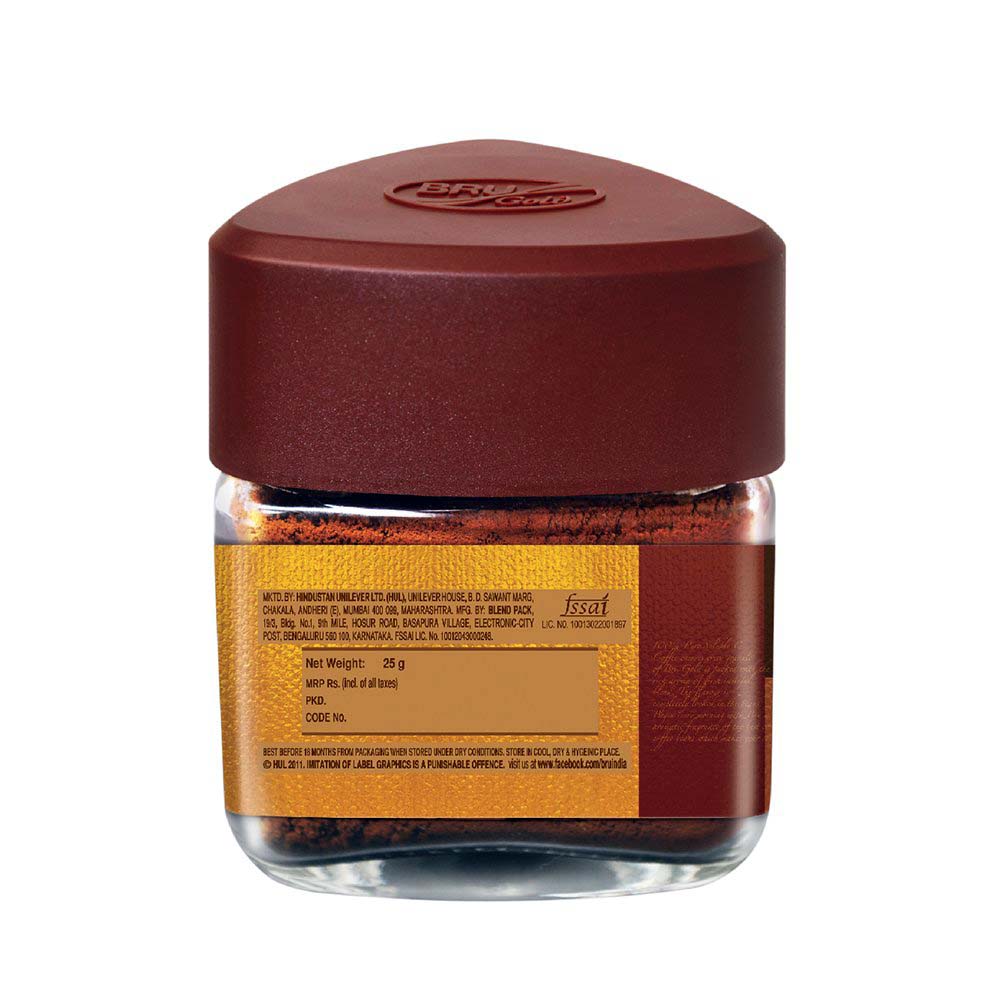 BRU
Gold
MKTD. BY: HINDUSTAN UNILEVER LTD. (HUL), UNILEVER HOUSE, B. D. SAWANT MARG,
CHAKALA, ANDHERI (E), MUMBAI 400 099, MAHARASHTRA. MFG. BY: BLEND PACK,
19/3, Bldg. No.1, 9th MILE, HOSUR ROAD, BASAPURA VILLAGE, ELECTRONIC-CITY
POST, BENGALURU 560 100, KARNATAKA. FSSAI LIC. No. 10012043000248.
fssai
LIC. NO. 10013022001897
Net Weight: 25 g
MRP Rs. (incl. of all taxes)
PKD.
CODE No.
BEST BEFORE 18 MONTHS FROM PACKAGING WHEN STORED UNDER DRY CONDITIONS. STORE IN COOL, DRY & HYGENIC PLACE.
© HUL 2011. IMITATION OF LABEL GRAPHICS IS A PUNISHABLE OFFENCE. visit us at www.facebook.com/bruindia